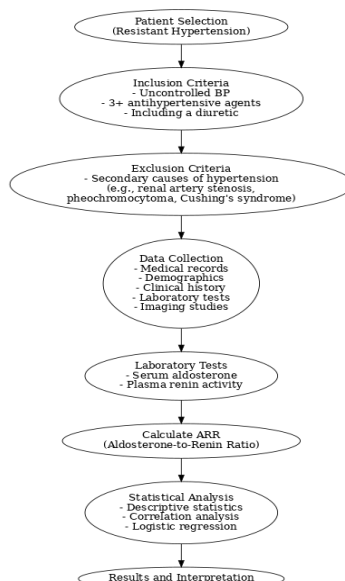 Patient Selection
(Resistant Hypertension)
Inclusion Criteria
- Uncontrolled BP
- 3+ antihypertensive agents
- Including a diuretic
Exclusion Criteria
- Secondary causes of hypertension
(e.g., renal artery stenosis,
pheochromocytoma, Cushing's syndrome)
Data Collection
- Medical records
- Demographics
- Clinical history
- Laboratory tests
- Imaging studies
Laboratory Tests
- Serum aldosterone
- Plasma renin activity
Calculate ARR
(Aldosterone-to-Renin Ratio)
Statistical Analysis
- Descriptive statistics
- Correlation analysis
- Logistic regression
Results and Interpretation